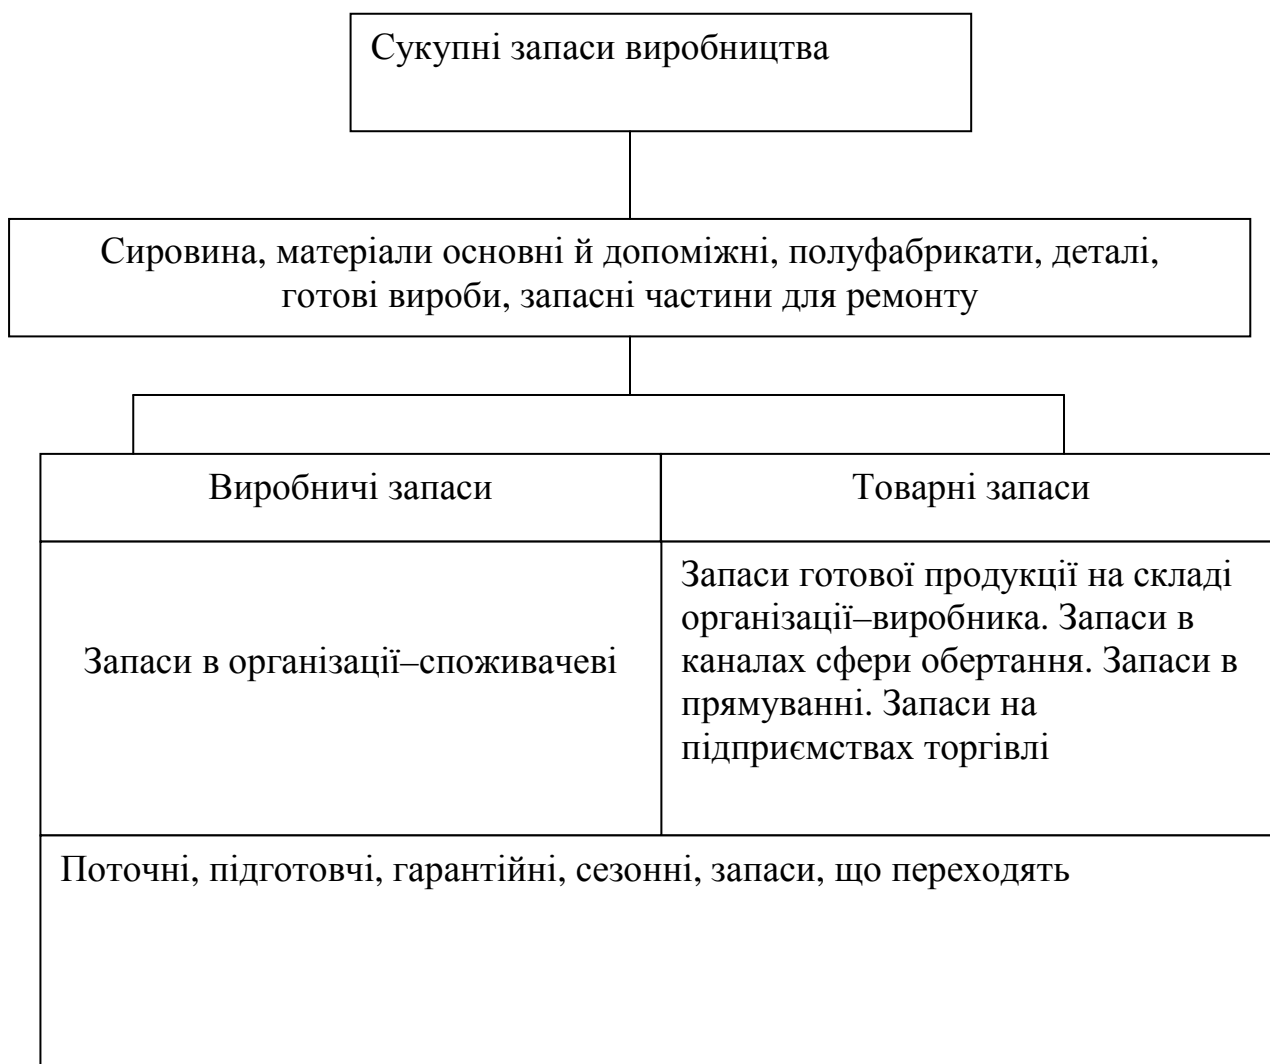 Сукупні запаси виробництва
Сировина, матеріали основні й допоміжні, полуфабрикати, деталі,
готові вироби, запасні частини для ремонту
Виробничі запаси
Товарні запаси
Запаси в організації–споживачеві
Запаси готової продукції на складі
організації–виробника. Запаси в
каналах сфери обертання. Запаси в
прямуванні. Запаси на
підприємствах торгівлі
Поточні, підготовчі, гарантійні, сезонні, запаси, що переходять